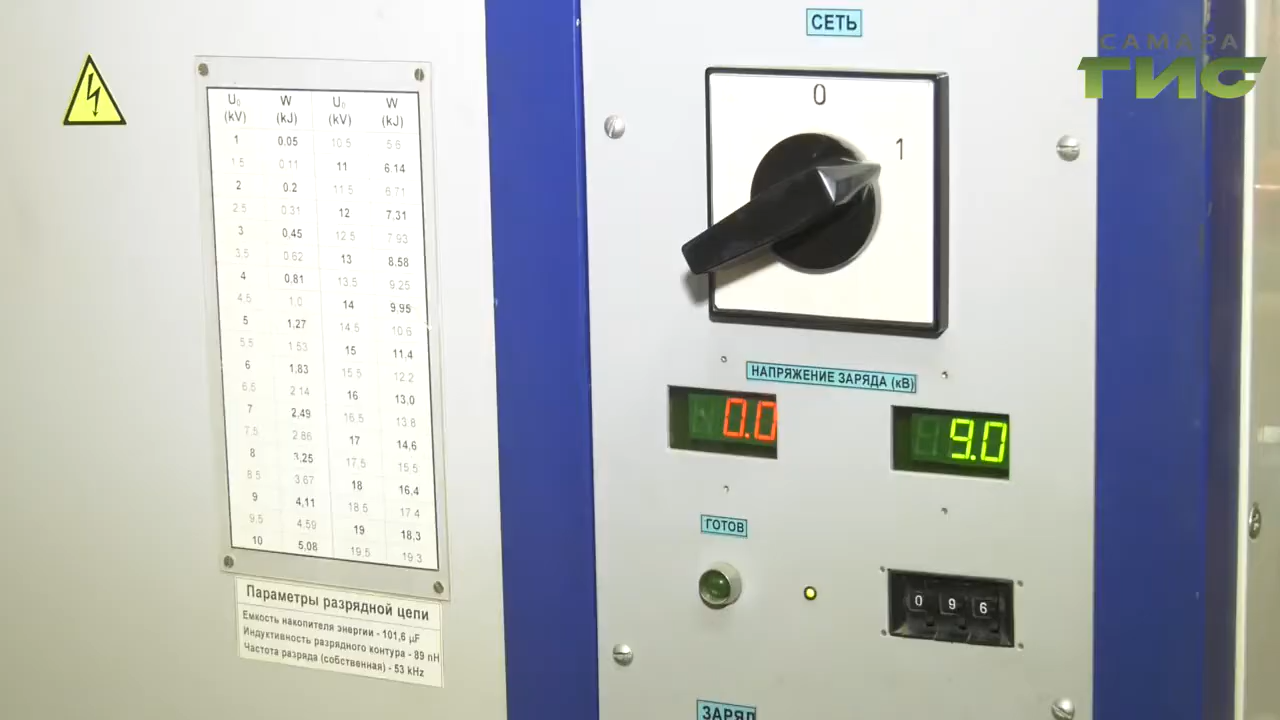 САМАРА
ГИС
СЕТЬ
0
1
U₀ (kV) W (kJ) U₀ (kV) W (kJ)
1 0.05 10.5 5.6
1.5 0.11 11 6.14
2 0.2 11.5 6.71
2.5 0.31 12 7.31
3 0.45 12.5 7.93
3.5 0.62 13 8.58
4 0.81 13.5 9.25
4.5 1.0 14 9.95
5 1,27 14.5 10.6
5.5 1.53 15 11.4
6 1,83 15.5 12.2
6.5 2.14 16 13,0
7 2,49 16.5 13.8
7.5 2.86 17 14,6
8 3,25 17.5 15.5
8.5 3.67 18 16,4
9 4,11 18.5 17.4
9.5 4.59 19 18,3
10 5,08 19.5 19.3
Параметры разрядной цепи
Емкость накопителя энергии - 101,6 µF
Индуктивность разрядного контура - 89 nH
Частота разряда (собственная) - 53 kHz
НАПРЯЖЕНИЕ ЗАРЯДА (кВ)
0.0
9.0
ГОТОВ
0 9 6
ЗАРЯД